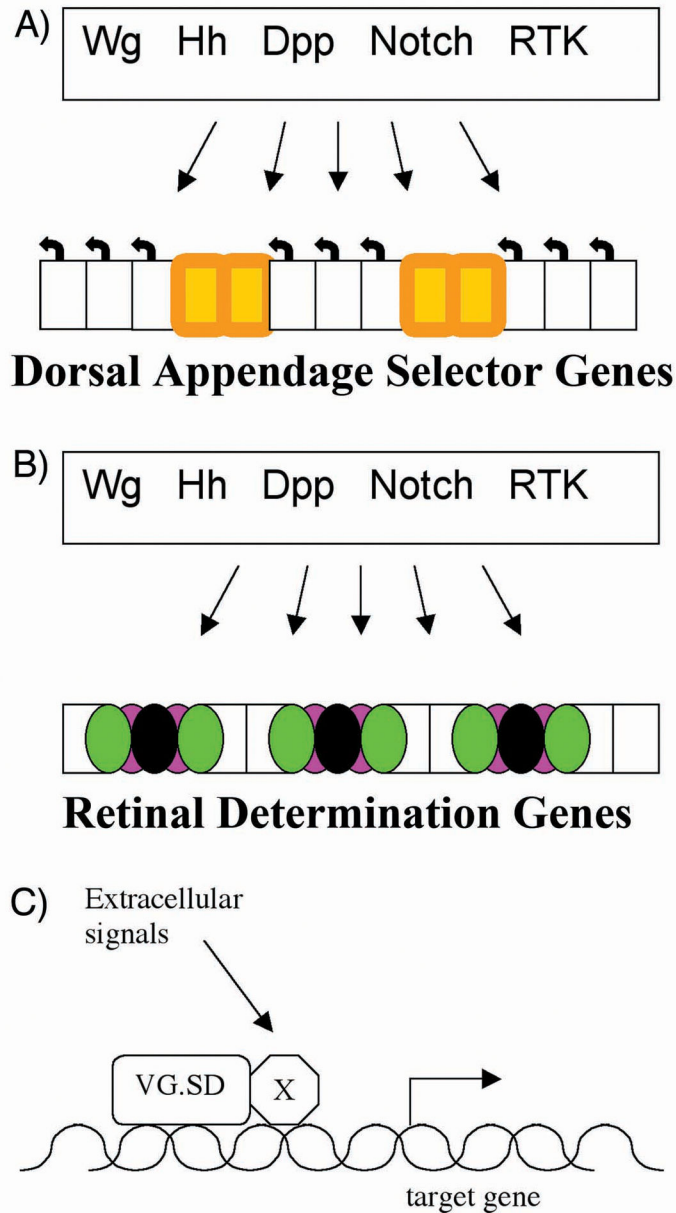 A)
Wg Hh Dpp Notch RTK
Dorsal Appendage Selector Genes
B)
Wg Hh Dpp Notch RTK
Retinal Determination Genes
C)
Extracellular
signals
VG.SD X
target gene